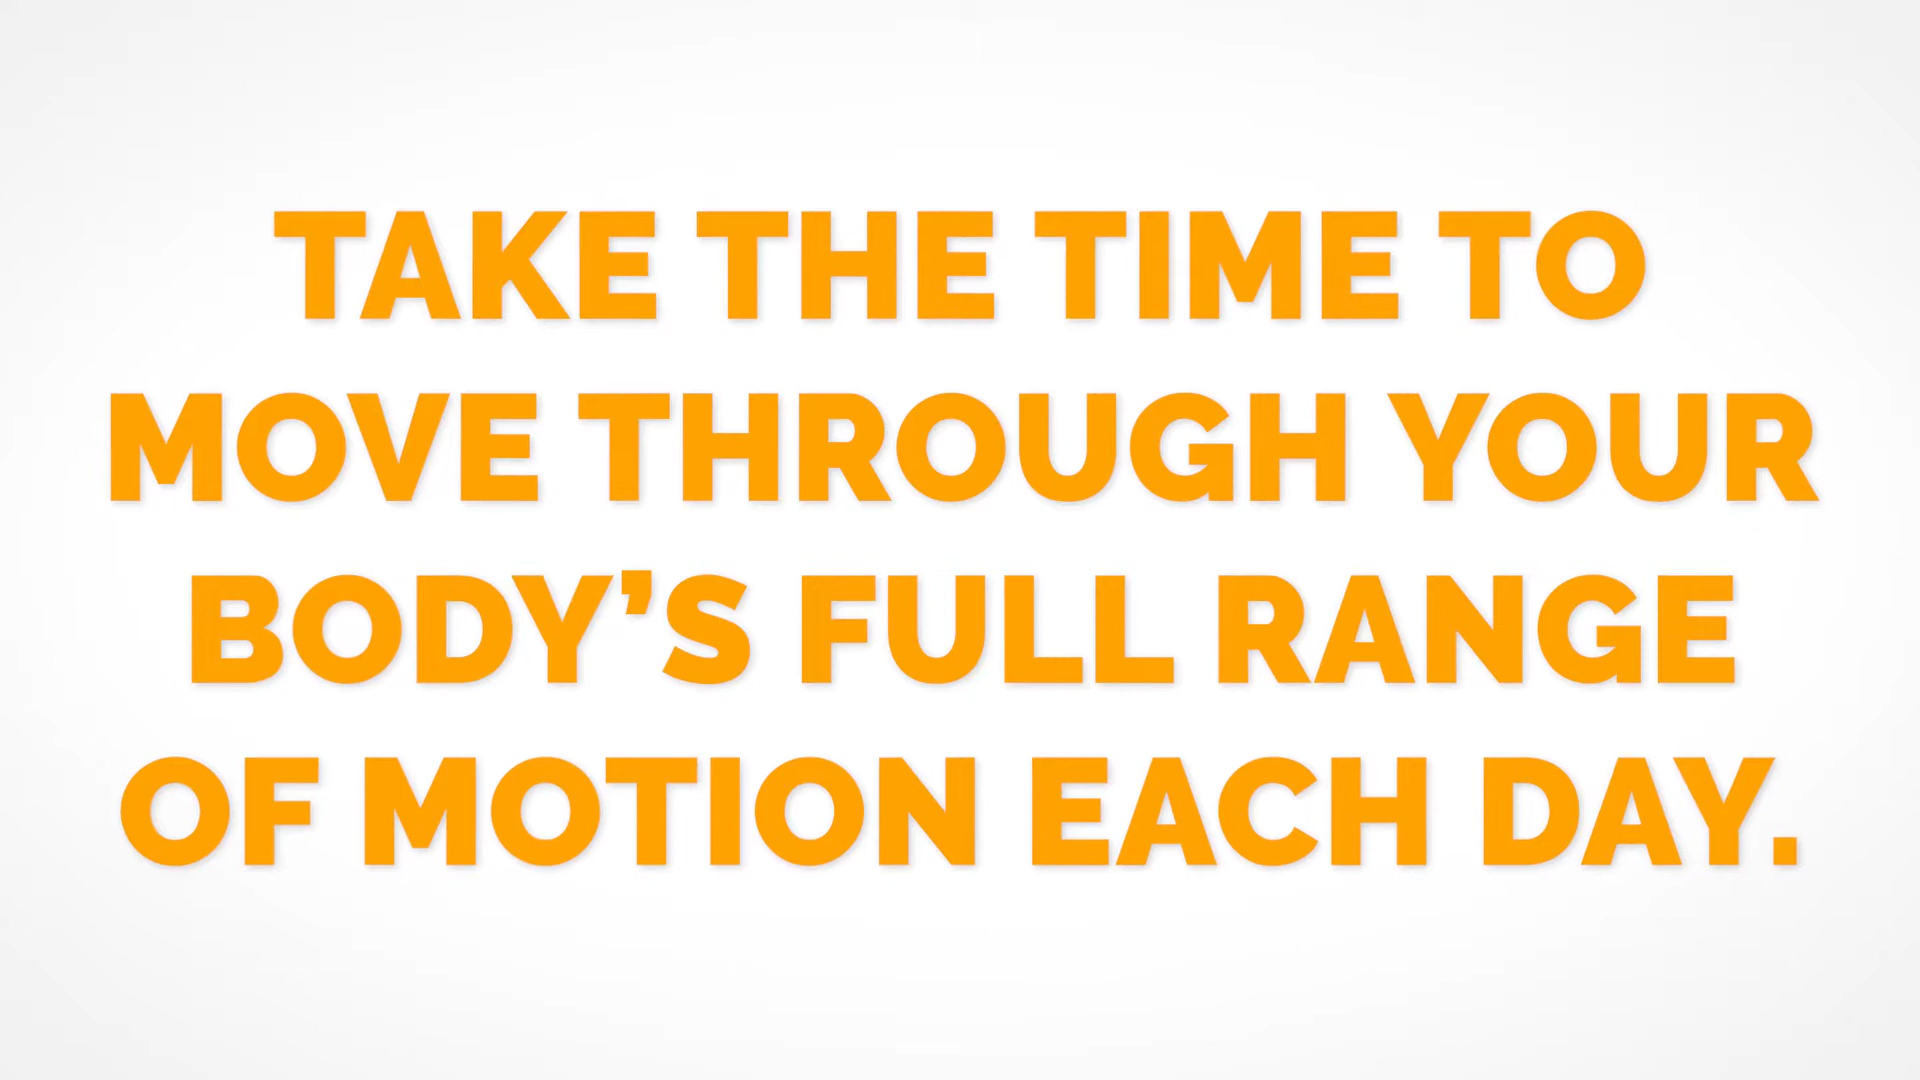 TAKE THE TIME TO
MOVE THROUGH YOUR
BODY’S FULL RANGE
OF MOTION EACH DAY.